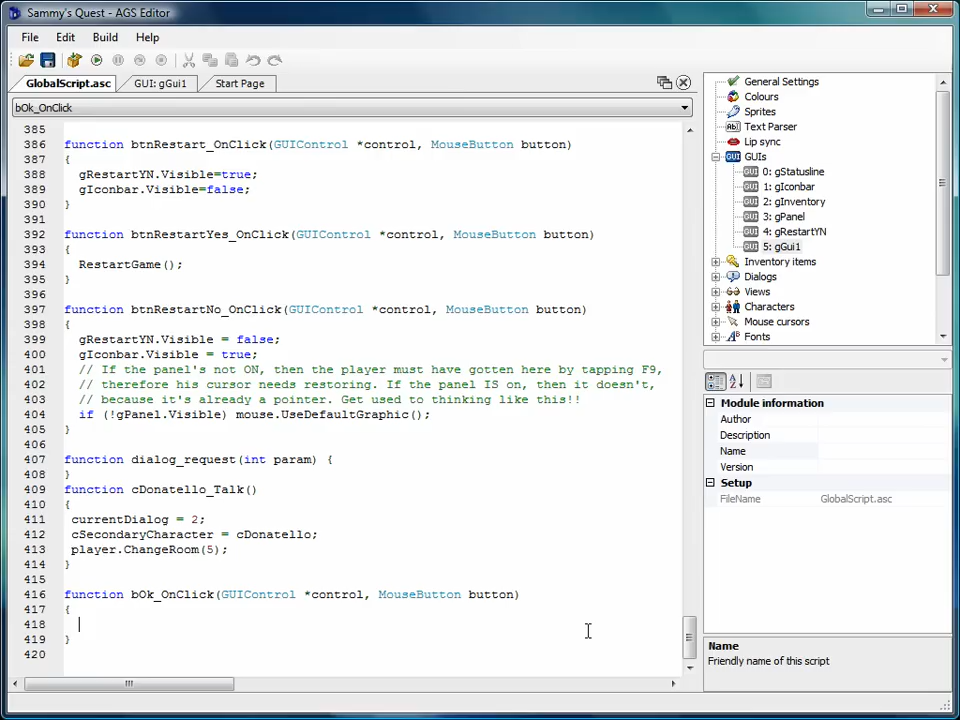 Sammy's Quest - AGS Editor
File Edit Build Help
GlobalScript.asc GUI: gGui1 Start Page
bOk_OnClick
385
386 function btnRestart_OnClick(GUIControl *control, MouseButton button)
387 {
388 gRestartYN.Visible=true;
389 gIconbar.Visible=false;
390 }
391
392 function btnRestartYes_OnClick(GUIControl *control, MouseButton button)
393 {
394 RestartGame();
395 }
396
397 function btnRestartNo_OnClick(GUIControl *control, MouseButton button)
398 {
399 gRestartYN.Visible = false;
400 gIconbar.Visible = true;
401 // If the panel's not ON, then the player must have gotten here by tapping F9,
402 // therefore his cursor needs restoring. If the panel IS on, then it doesn't,
403 // because it's already a pointer. Get used to thinking like this!!
404 if (!gPanel.Visible) mouse.UseDefaultGraphic();
405 }
406
407 function dialog_request(int param) {
408 }
409 function cDonatello_Talk()
410 {
411 currentDialog = 2;
412 cSecondaryCharacter = cDonatello;
413 player.ChangeRoom(5);
414 }
415
416 function bOk_OnClick(GUIControl *control, MouseButton button)
417 {
418
419 }
420
General Settings
Colours
Sprites
Abl Text Parser
Lip sync
GUI GUIs
GUI 0: gStatusline
GUI 1: gIconbar
GUI 2: gInventory
GUI 3: gPanel
GUI 4: gRestartYN
GUI 5: gGui1
Inventory items
Dialogs
Views
Characters
Mouse cursors
Fonts
Module information
Author
Description
Name
Version
Setup
FileName GlobalScript.asc
Name
Friendly name of this script